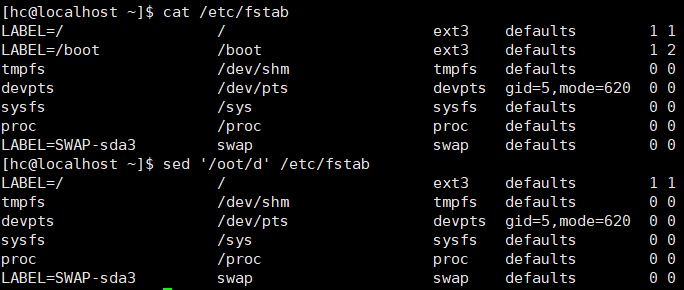 [hc@localhost ~]$ cat /etc/fstab
LABEL=/                 /                       ext3    defaults        1 1
LABEL=/boot             /boot                   ext3    defaults        1 2
tmpfs                   /dev/shm                tmpfs   defaults        0 0
devpts                  /dev/pts                devpts  gid=5,mode=620  0 0
sysfs                   /sys                    sysfs   defaults        0 0
proc                    /proc                   proc    defaults        0 0
LABEL=SWAP-sda3         swap                    swap    defaults        0 0
[hc@localhost ~]$ sed '/oot/d' /etc/fstab
LABEL=/                 /                       ext3    defaults        1 1
tmpfs                   /dev/shm                tmpfs   defaults        0 0
devpts                  /dev/pts                devpts  gid=5,mode=620  0 0
sysfs                   /sys                    sysfs   defaults        0 0
proc                    /proc                   proc    defaults        0 0
LABEL=SWAP-sda3         swap                    swap    defaults        0 0